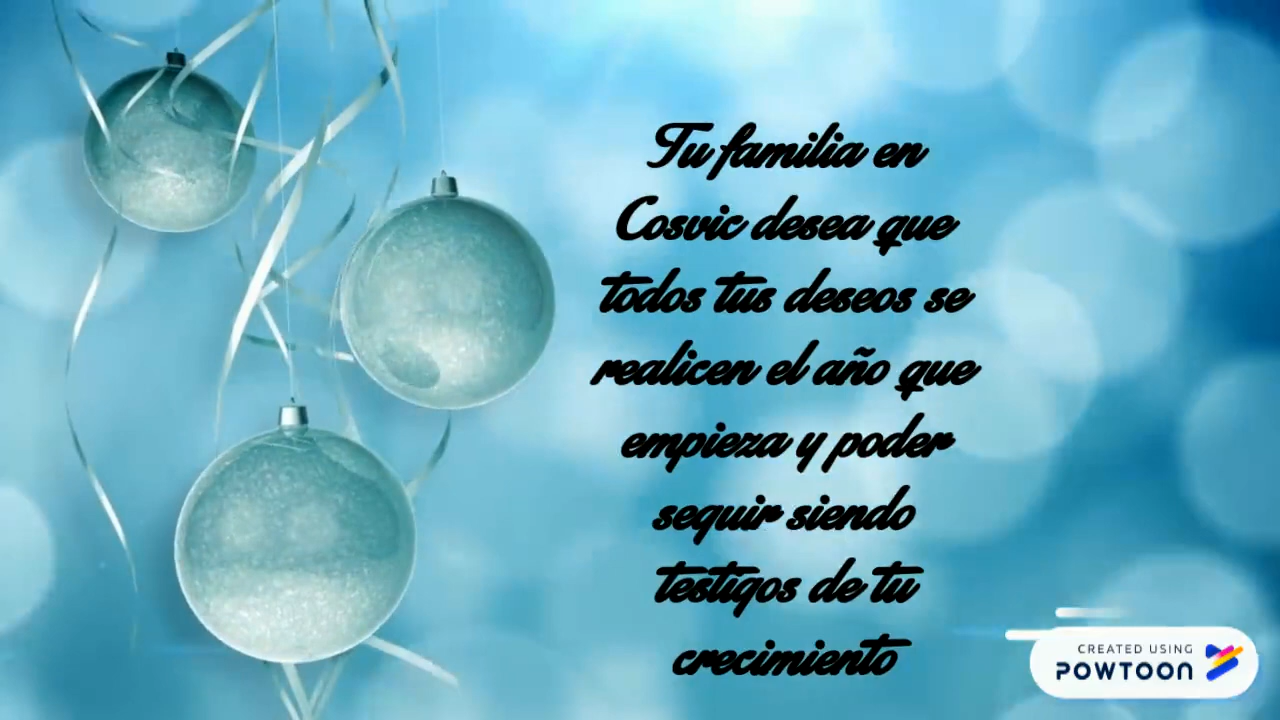 Tu familia en
Cosvic desea que
todos tus deseos se
realicen el año que
empieza y poder
seguir siendo
testigos de tu
crecimiento
CREATED USING
POWTOON